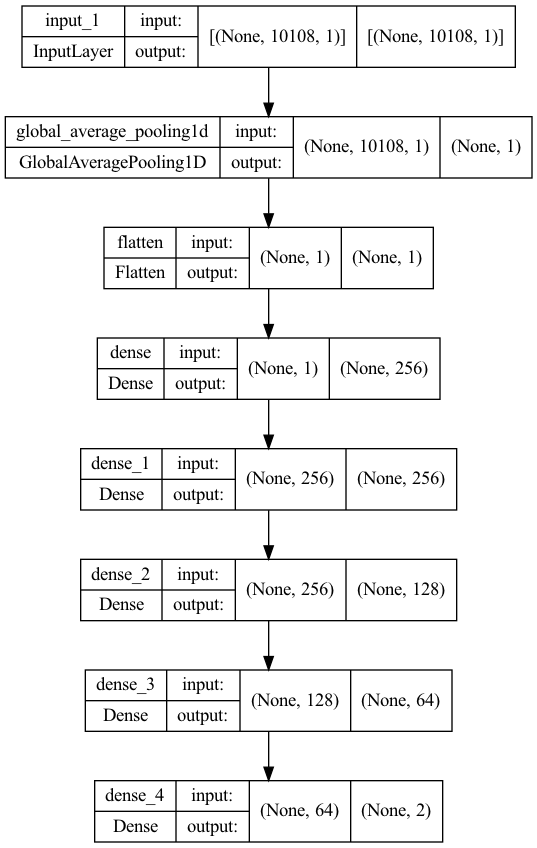 input_1 input: [(None, 10108, 1)] [(None, 10108, 1)]
InputLayer output:
global_average_pooling1d input: (None, 10108, 1) (None, 1)
GlobalAveragePooling1D output:
flatten input: (None, 1) (None, 1)
Flatten output:
dense input: (None, 1) (None, 256)
Dense output:
dense_1 input: (None, 256) (None, 256)
Dense output:
dense_2 input: (None, 256) (None, 128)
Dense output:
dense_3 input: (None, 128) (None, 64)
Dense output:
dense_4 input: (None, 64) (None, 2)
Dense output: